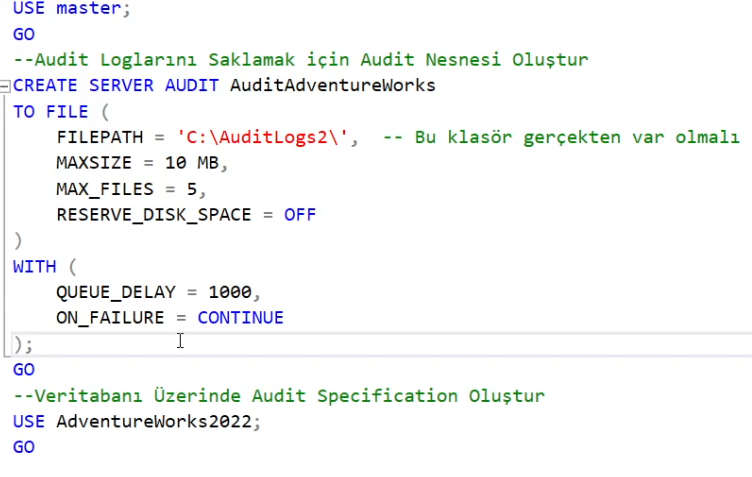 USE master;
GO
--Audit Loglarını Saklamak için Audit Nesnesi Oluştur
CREATE SERVER AUDIT AuditAdventureWorks
TO FILE (
    FILEPATH = 'C:\AuditLogs2\',  -- Bu klasör gerçekten var olmalı
    MAXSIZE = 10 MB,
    MAX_FILES = 5,
    RESERVE_DISK_SPACE = OFF
)
WITH (
    QUEUE_DELAY = 1000,
    ON_FAILURE = CONTINUE
);
GO
--Veritabanı Üzerinde Audit Specification Oluştur
USE AdventureWorks2022;
GO